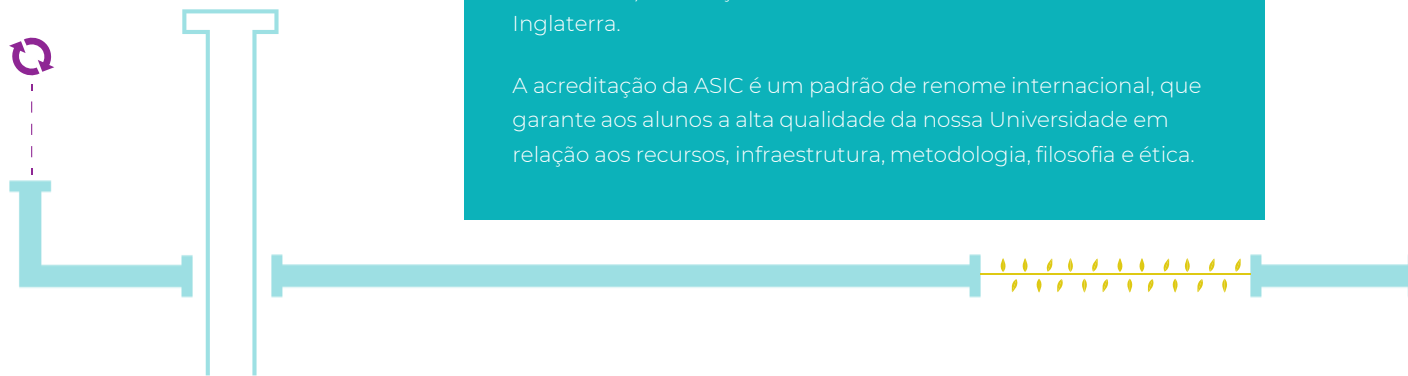 Inglaterra.
A acreditação da ASIC é um padrão de renome internacional, que
garante aos alunos a alta qualidade da nossa Universidade em
relação aos recursos, infraestrutura, metodologia, filosofia e ética.